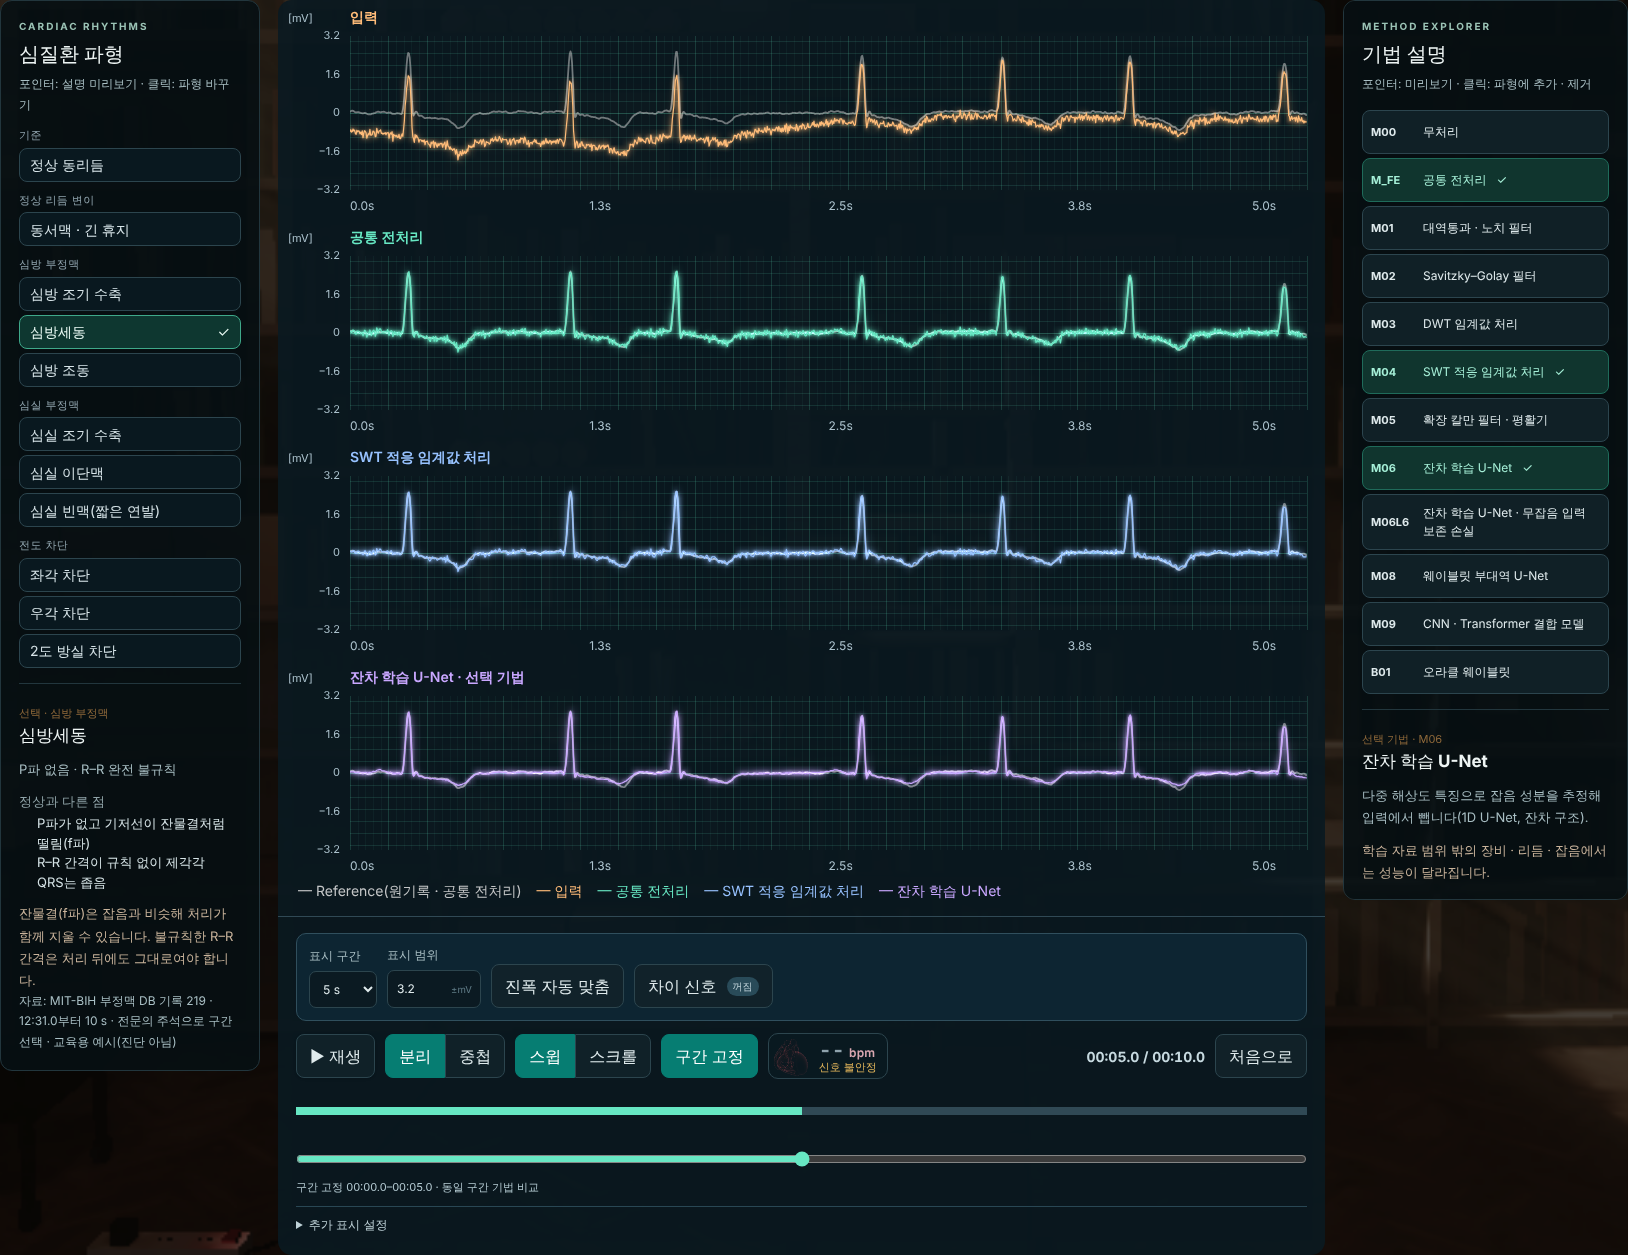 CARDIAC RHYTHMS
심질환 파형
포인터: 설명 미리보기 · 클릭: 파형 바꾸
기
기준
정상 동리듬
정상 리듬 변이
동서맥 · 긴 휴지
심방 부정맥
심방 조기 수축
심방세동 ✓
심방 조동
심실 부정맥
심실 조기 수축
심실 이단맥
심실 빈맥(짧은 연발)
전도 차단
좌각 차단
우각 차단
2도 방실 차단
선택 · 심방 부정맥
심방세동
P파 없음 · R–R 완전 불규칙
정상과 다른 점
P파가 없고 기저선이 잔물결처럼
떨림(f파)
R–R 간격이 규칙 없이 제각각
QRS는 좁음
잔물결(f파)은 잡음과 비슷해 처리가
함께 지울 수 있습니다. 불규칙한 R–R
간격은 처리 뒤에도 그대로여야 합니
다.
자료: MIT-BIH 부정맥 DB 기록 219 ·
12:31.0부터 10 s · 전문의 주석으로 구간
선택 · 교육용 예시(진단 아님)
[mV] 입력
3.2
1.6
0
−1.6
−3.2
0.0s 1.3s 2.5s 3.8s 5.0s
[mV] 공통 전처리
3.2
1.6
0
−1.6
−3.2
0.0s 1.3s 2.5s 3.8s 5.0s
[mV] SWT 적응 임계값 처리
3.2
1.6
0
−1.6
−3.2
0.0s 1.3s 2.5s 3.8s 5.0s
[mV] 잔차 학습 U-Net · 선택 기법
3.2
1.6
0
−1.6
−3.2
0.0s 1.3s 2.5s 3.8s 5.0s
— Reference(원기록 · 공통 전처리) — 입력 — 공통 전처리 — SWT 적응 임계값 처리 — 잔차 학습 U-Net
표시 구간 표시 범위
5 s 3.2 ±mV 진폭 자동 맞춤 차이 신호 꺼짐
▶ 재생 분리 중첩 스윕 스크롤 구간 고정 -- bpm 00:05.0 / 00:10.0 처음으로
신호 불안정
구간 고정 00:00.0–00:05.0 · 동일 구간 기법 비교
▶ 추가 표시 설정
METHOD EXPLORER
기법 설명
포인터: 미리보기 · 클릭: 파형에 추가 · 제거
M00 무처리
M_FE 공통 전처리 ✓
M01 대역통과 · 노치 필터
M02 Savitzky–Golay 필터
M03 DWT 임계값 처리
M04 SWT 적응 임계값 처리 ✓
M05 확장 칼만 필터 · 평활기
M06 잔차 학습 U-Net ✓
M06L6 잔차 학습 U-Net · 무잡음 입력
보존 손실
M08 웨이블릿 부대역 U-Net
M09 CNN · Transformer 결합 모델
B01 오라클 웨이블릿
선택 기법 · M06
잔차 학습 U-Net
다중 해상도 특징으로 잡음 성분을 추정해
입력에서 뺍니다(1D U-Net, 잔차 구조).
학습 자료 범위 밖의 장비 · 리듬 · 잡음에서
는 성능이 달라집니다.